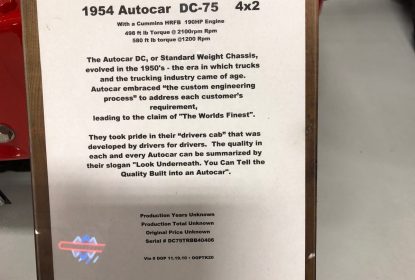 1954 Autocar DC-75 4x2
With a Cummins HRFB 190HP Engine
498 ft lb Torque @ 2100rpm Rpm
580 ft lb torque @1200 Rpm
The Autocar DC, or Standard Weight Chassis,
evolved in the 1950's - the era in which trucks
and the trucking industry came of age.
Autocar embraced "the custom engineering
process" to address each customer's
requirement,
leading to the claim of "The Worlds Finest".
They took pride in their "drivers cab" that was
developed by drivers for drivers. The quality in
each and every Autocar can be summarized by
their slogan "Look Underneath. You Can Tell the
Quality Built into an Autocar".
Production Years Unknown
Production Total Unknown
Original Price Unknown
Serial # DC75TRBB40406